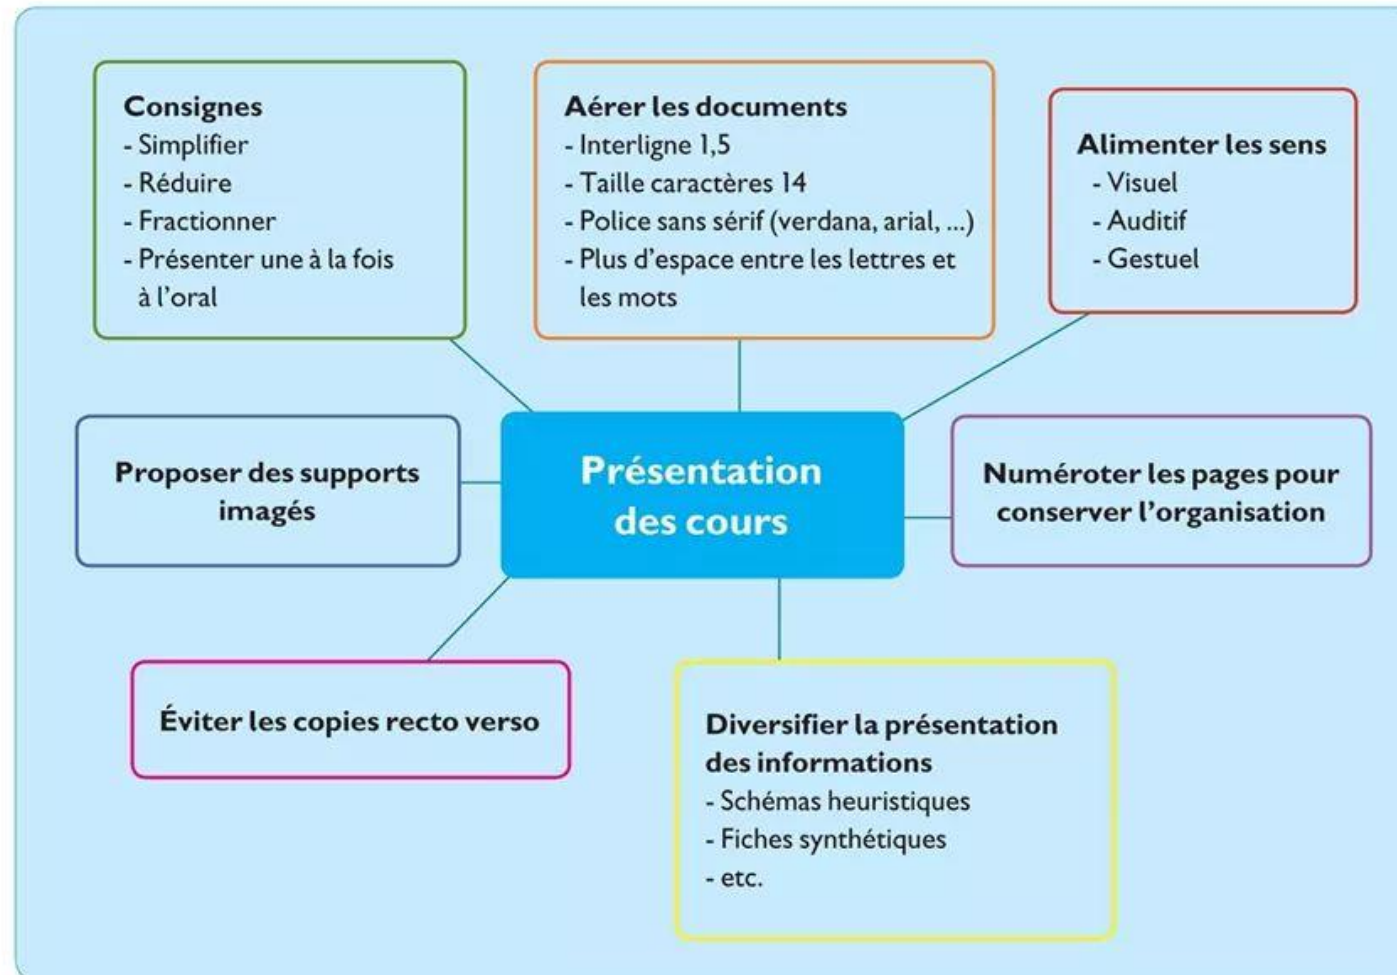 Consignes
- Simplifier
- Réduire
- Fractionner
- Présenter une à la fois
à l'oral
Aérer les documents
- Interligne 1,5
- Taille caractères 14
- Police sans sérif (verdana, arial, ...)
- Plus d'espace entre les lettres et
les mots
Alimenter les sens
- Visuel
- Auditif
- Gestuel
Proposer des supports
imagés
Présentation
des cours
Numéroter les pages pour
conserver l'organisation
Éviter les copies recto verso
Diversifier la présentation
des informations
- Schémas heuristiques
- Fiches synthétiques
- etc.